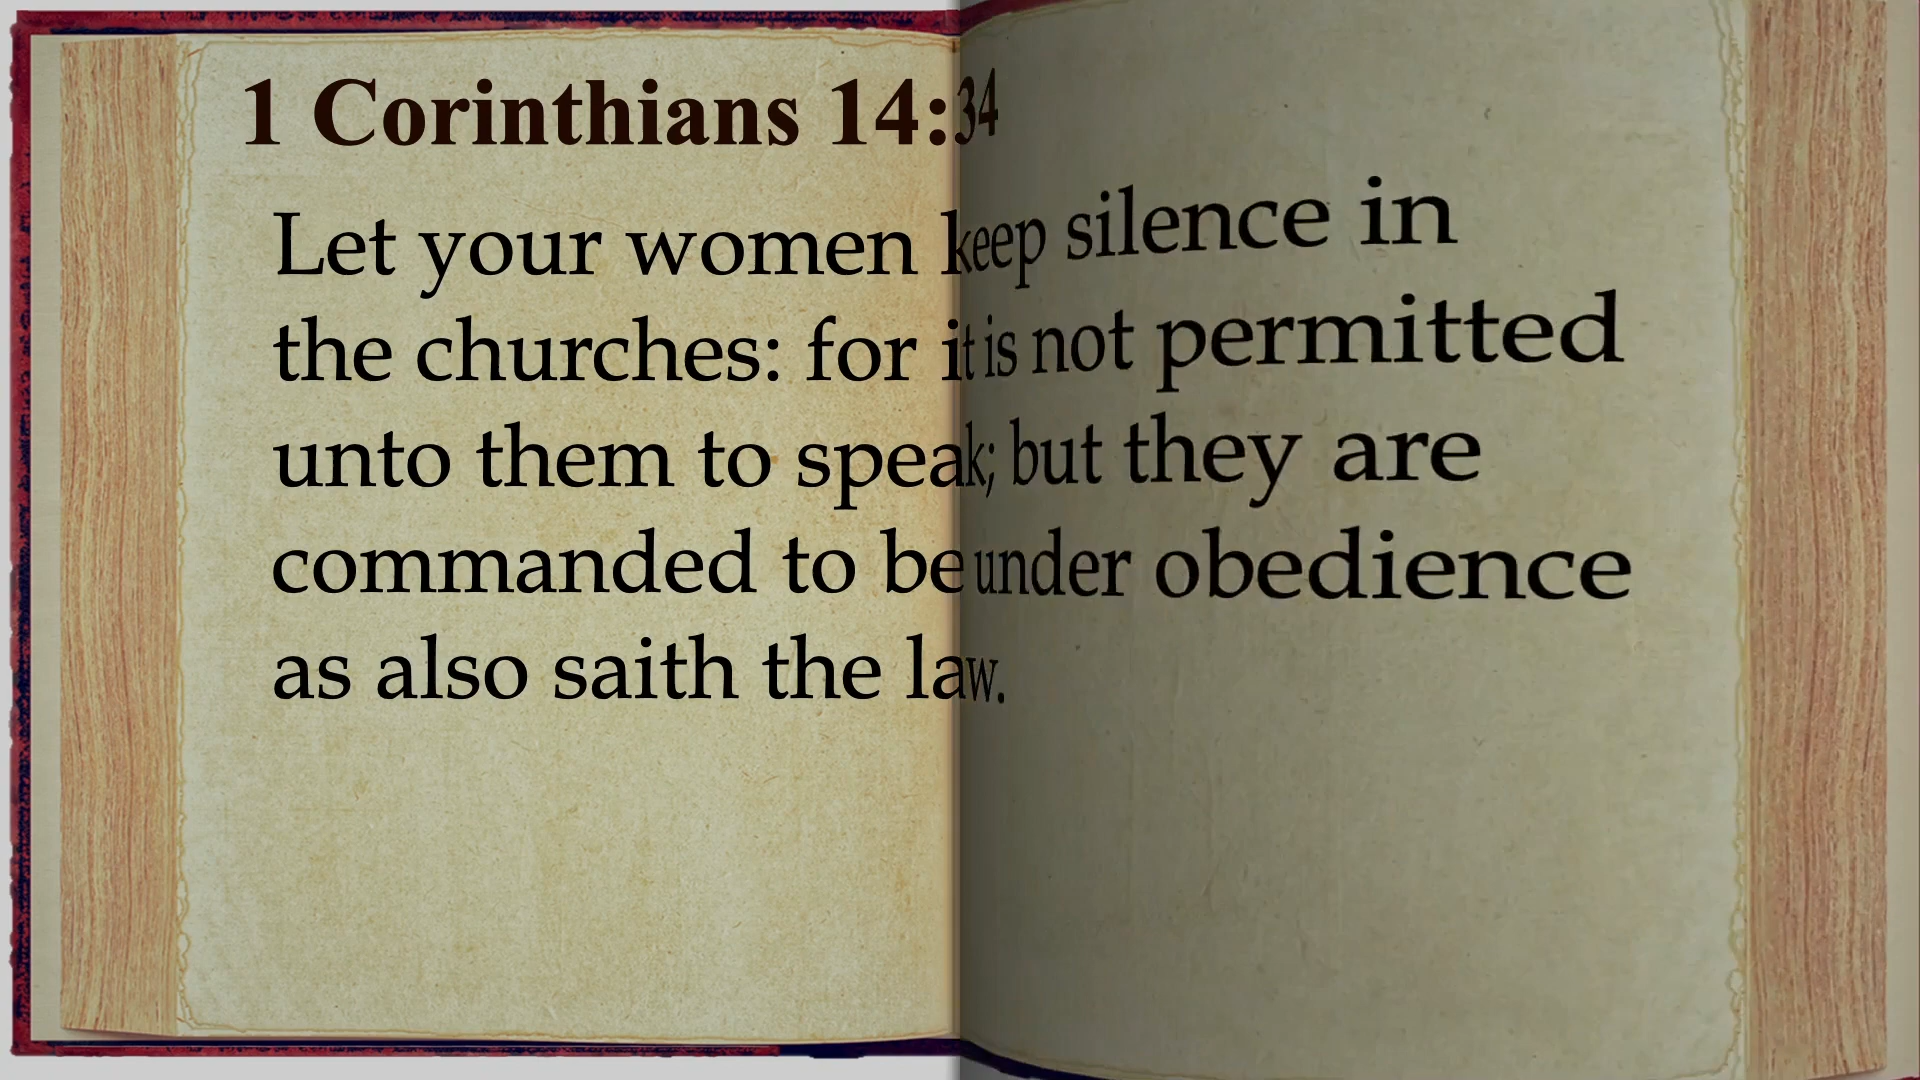 1 Corinthians 14:34
Let your women keep silence in
the churches: for it is not permitted
unto them to speak; but they are
commanded to be under obedience
as also saith the law.